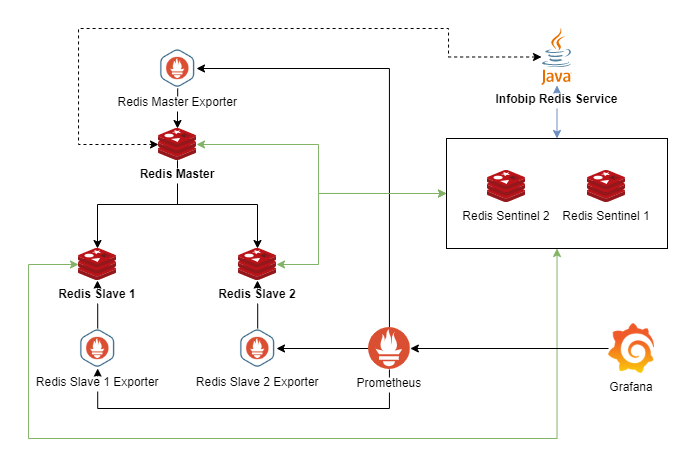 Java
Infobip Redis Service
Redis Master Exporter
Redis Master
Redis Sentinel 2
Redis Sentinel 1
Redis Slave 1
Redis Slave 2
Redis Slave 1 Exporter
Redis Slave 2 Exporter
Prometheus
Grafana